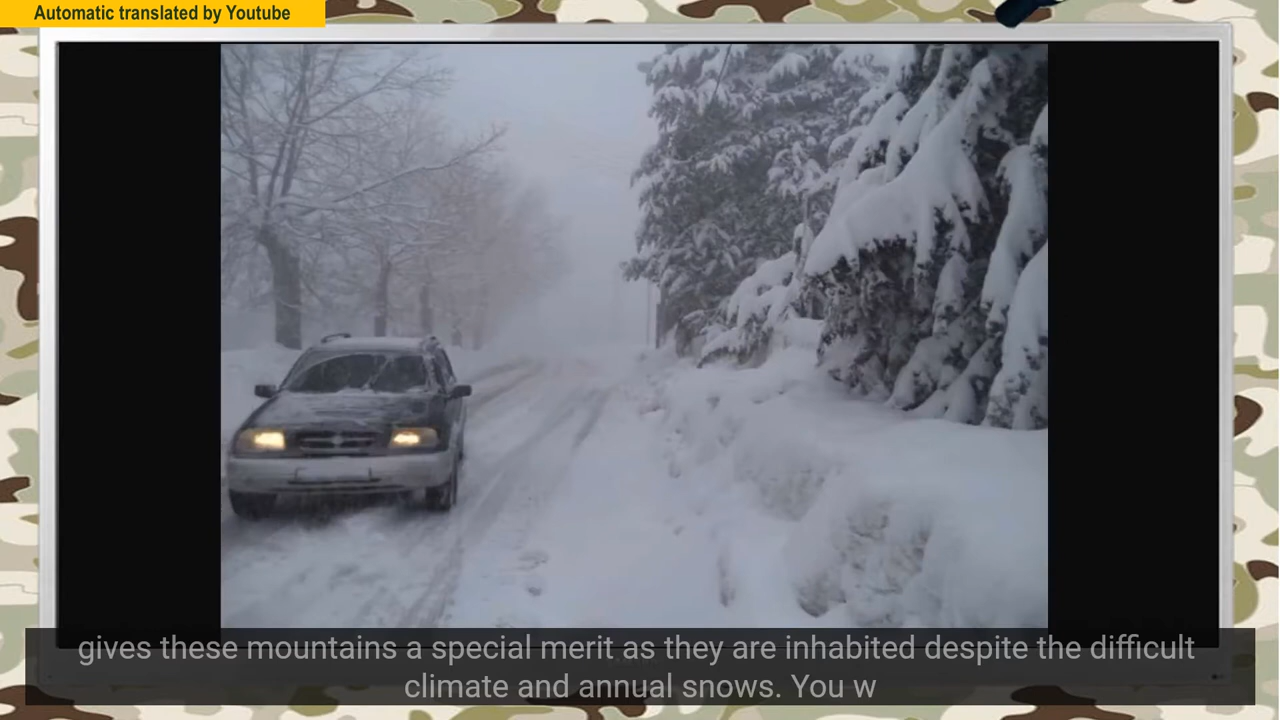 Automatic translated by Youtube
gives these mountains a special merit as they are inhabited despite the difficult
climate and annual snows. You w